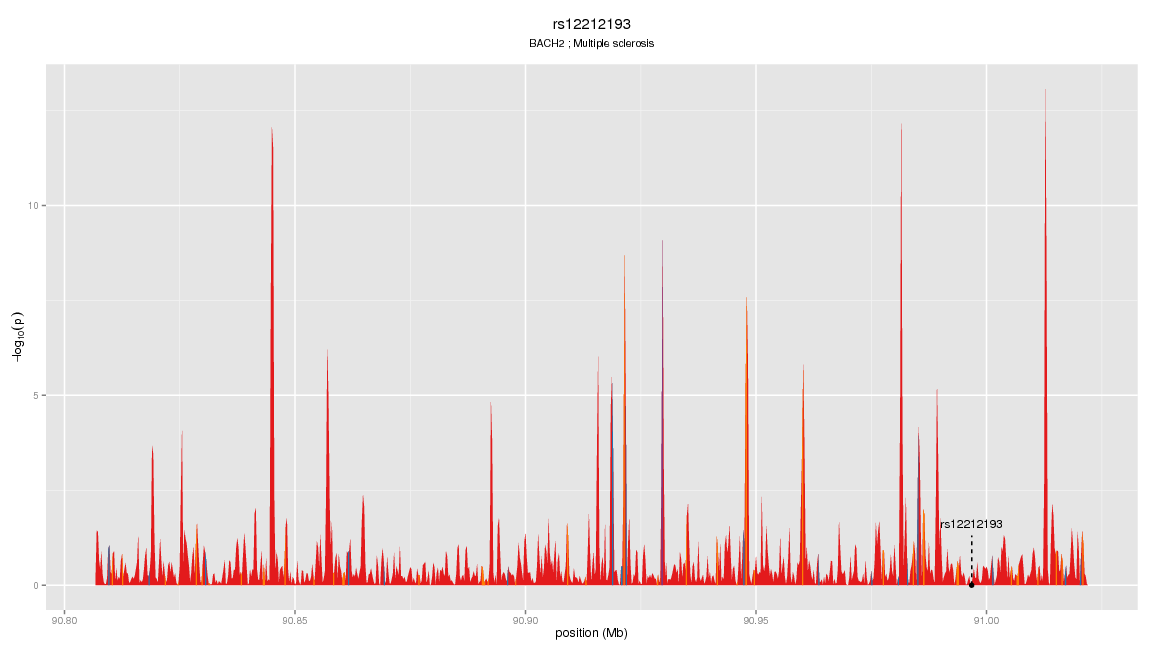 rs12212193
BACH2 ; Multiple sclerosis
10
5
0
−log10(p)
rs12212193
90.80 90.85 90.90 90.95 91.00
position (Mb)